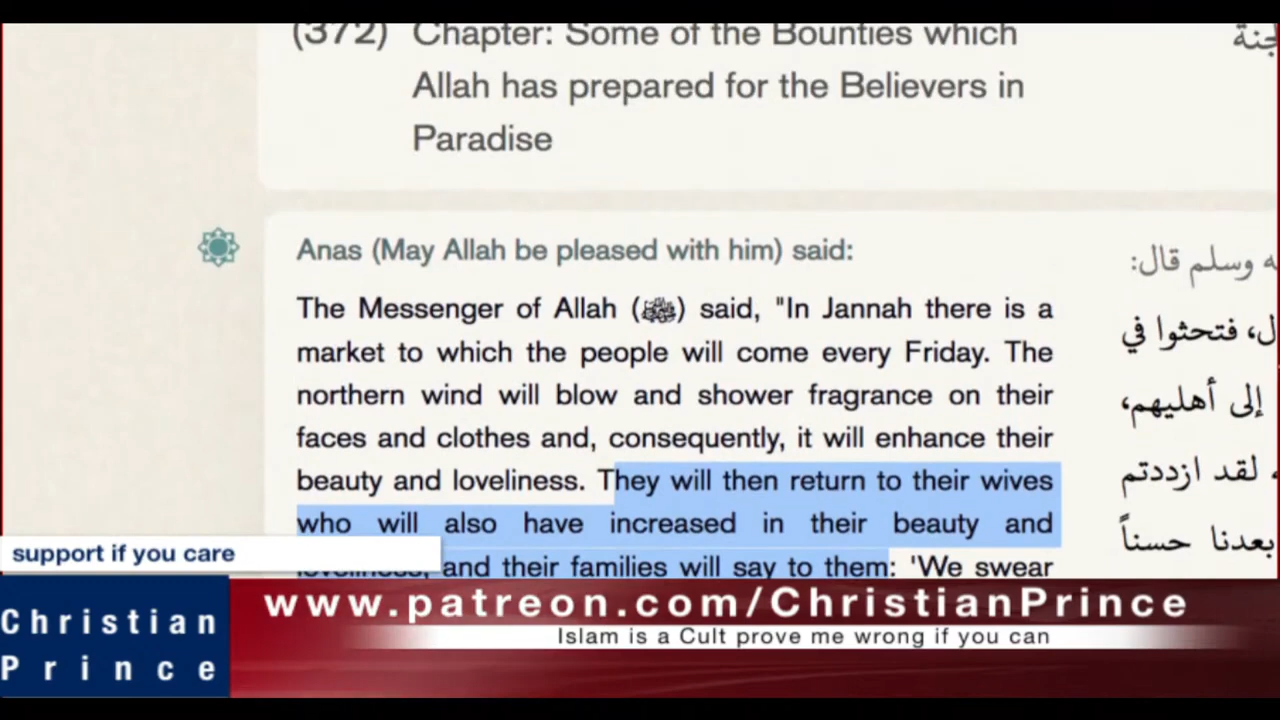 (372) Chapter: Some of the Bounties which
Allah has prepared for the Believers in
Paradise
جنة
Anas (May Allah be pleased with him) said:
The Messenger of Allah (ﷺ) said, "In Jannah there is a
market to which the people will come every Friday. The
northern wind will blow and shower fragrance on their
faces and clothes and, consequently, it will enhance their
beauty and loveliness. They will then return to their wives
who will also have increased in their beauty and
loveliness, and their families will say to them: 'We swear
ه وسلم قال:
ل، فتحثوا في
إلى أهليهم،
لقد ازددتم
بعدنا حسناً
support if you care
Christian
Prince
www.patreon.com/ChristianPrince
Islam is a Cult prove me wrong if you can